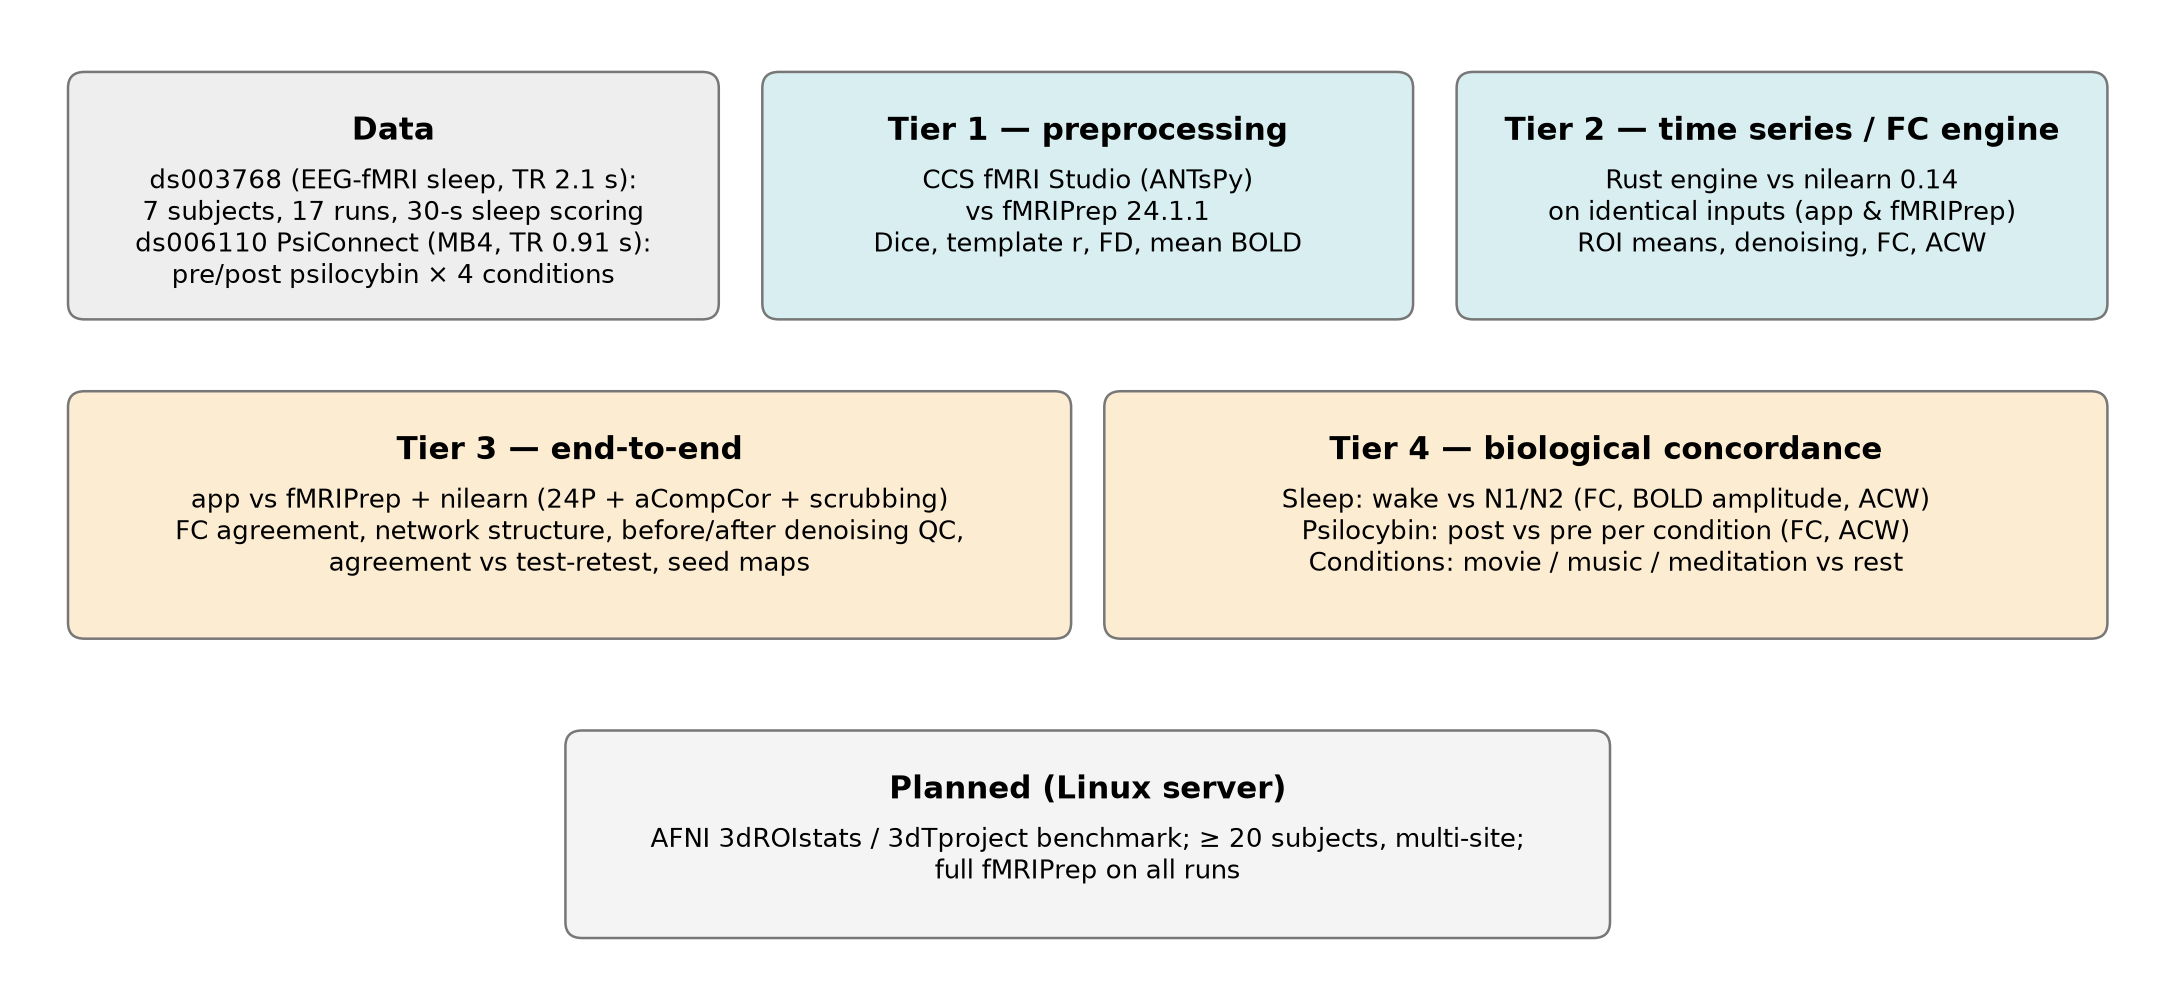 Data
ds003768 (EEG-fMRI sleep, TR 2.1 s):
7 subjects, 17 runs, 30-s sleep scoring
ds006110 PsiConnect (MB4, TR 0.91 s):
pre/post psilocybin × 4 conditions
Tier 1 — preprocessing
CCS fMRI Studio (ANTsPy)
vs fMRIPrep 24.1.1
Dice, template r, FD, mean BOLD
Tier 2 — time series / FC engine
Rust engine vs nilearn 0.14
on identical inputs (app & fMRIPrep)
ROI means, denoising, FC, ACW
Tier 3 — end-to-end
app vs fMRIPrep + nilearn (24P + aCompCor + scrubbing)
FC agreement, network structure, before/after denoising QC,
agreement vs test-retest, seed maps
Tier 4 — biological concordance
Sleep: wake vs N1/N2 (FC, BOLD amplitude, ACW)
Psilocybin: post vs pre per condition (FC, ACW)
Conditions: movie / music / meditation vs rest
Planned (Linux server)
AFNI 3dROIstats / 3dTproject benchmark; ≥ 20 subjects, multi-site;
full fMRIPrep on all runs